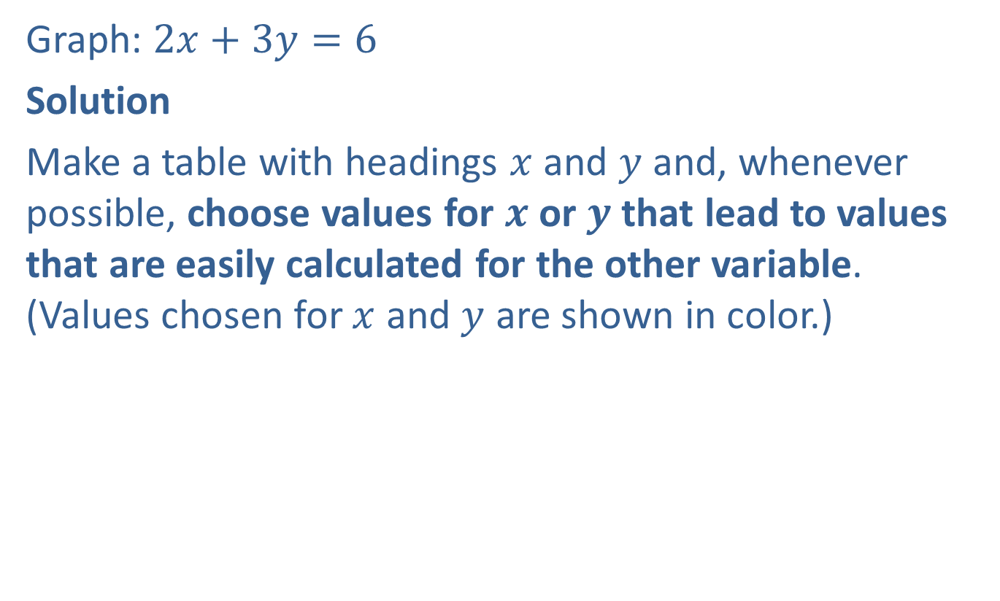 Graph: 2𝑥 + 3𝑦 = 6
Solution
Make a table with headings 𝑥 and 𝑦 and, whenever
possible, choose values for 𝒙 or 𝒚 that lead to values
that are easily calculated for the other variable.
(Values chosen for 𝑥 and 𝑦 are shown in color.)